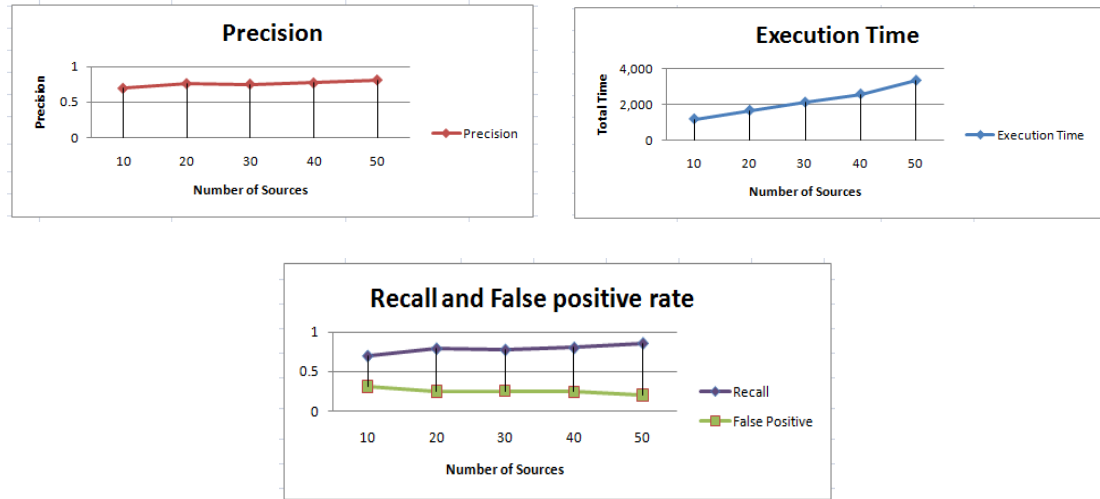 Precision
Precision
1
0.5
0
10 20 30 40 50
Number of Sources
Precision
Execution Time
Total Time
4,000
2,000
0
10 20 30 40 50
Number of Sources
Execution Time
Recall and False positive rate
1
0.5
0
10 20 30 40 50
Number of Sources
Recall
False Positive